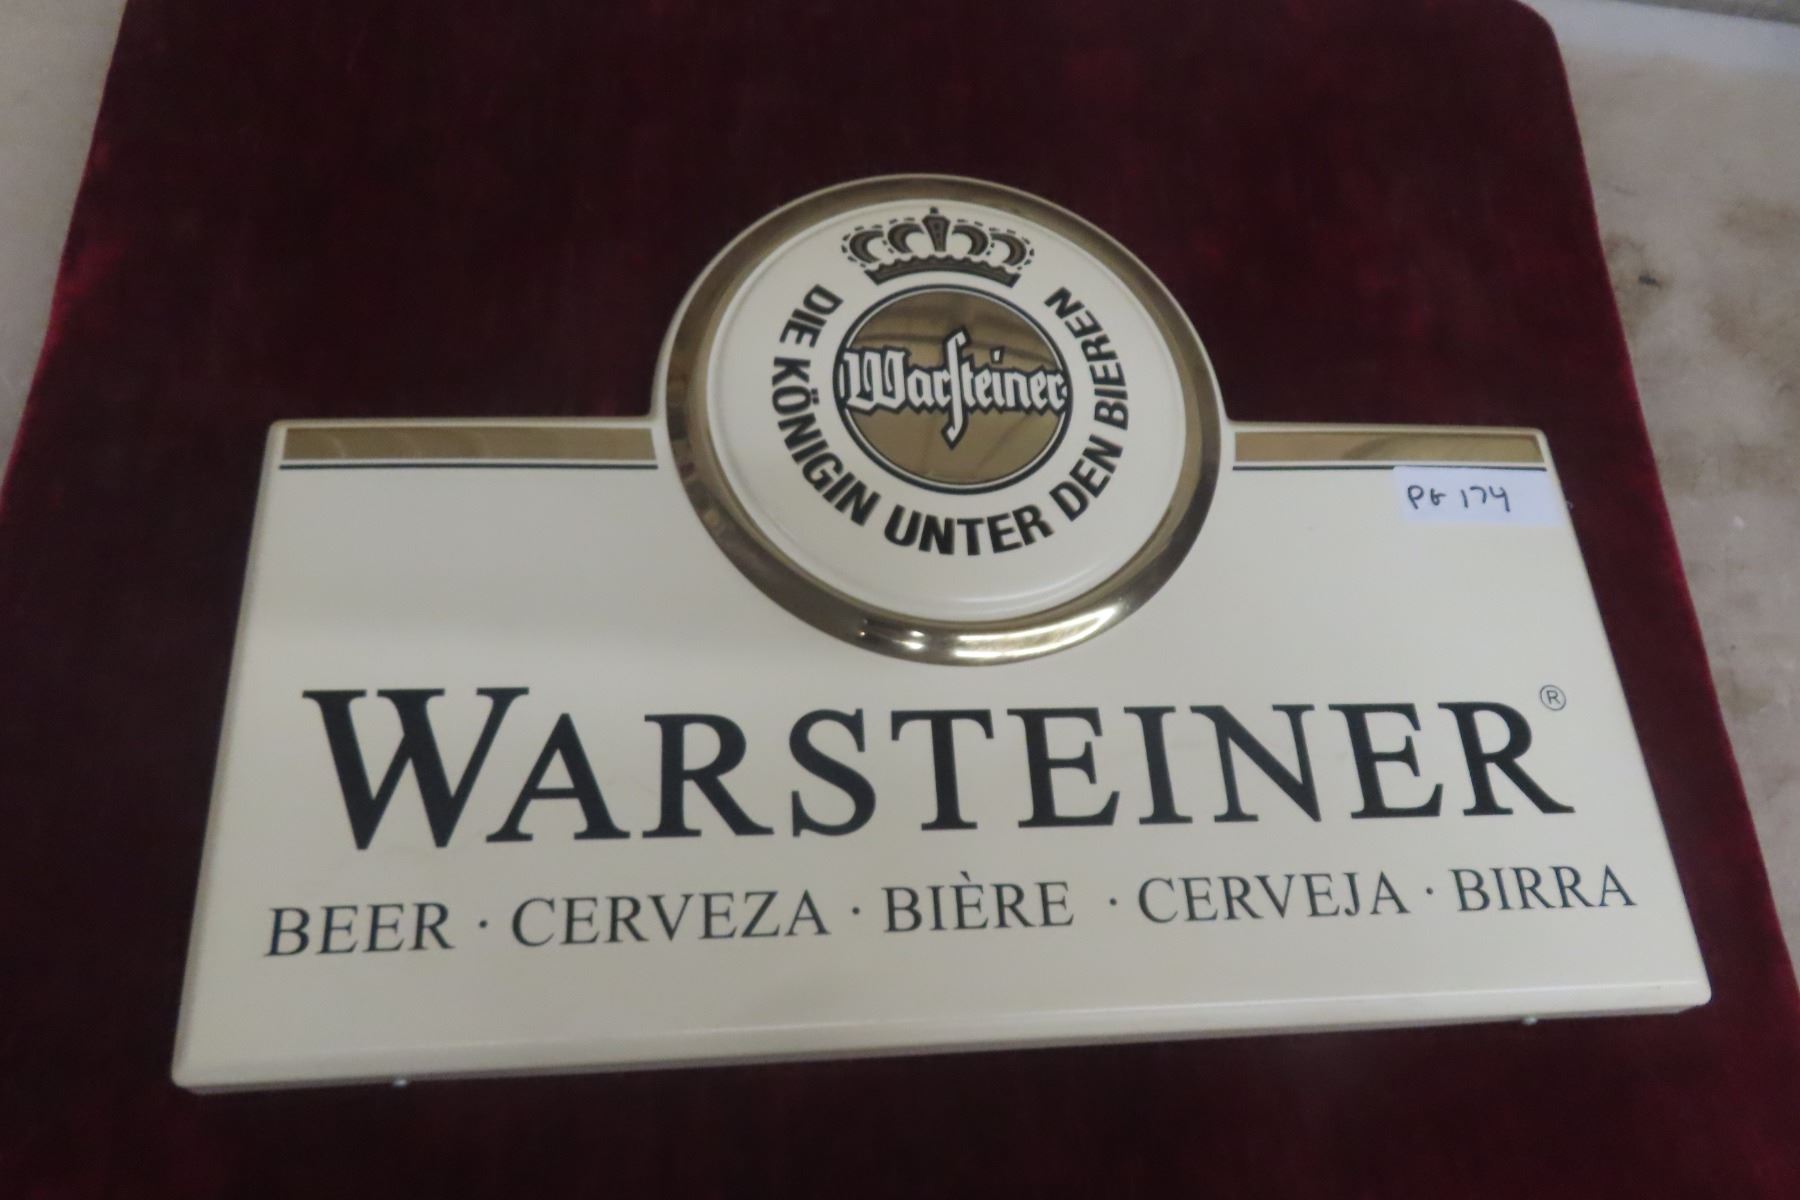 DIE KÖNIGIN UNTER DEN BIEREN
Warsteiner
PG 174
WARSTEINER®
BEER · CERVEZA · BIÈRE · CERVEJA · BIRRA